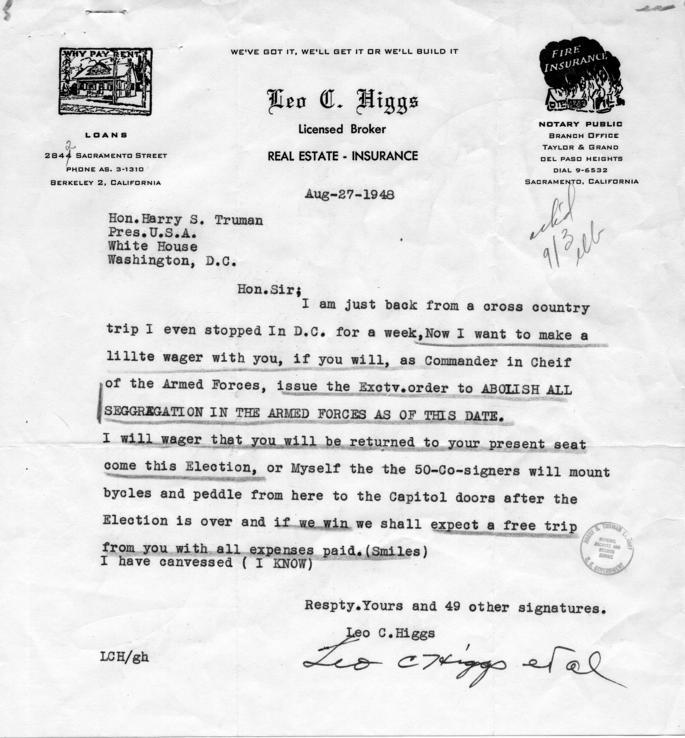 WE'VE GOT IT, WE'LL GET IT OR WE'LL BUILD IT
WHY PAY RENT
FIRE
INSURANCE
Leo C. Higgs
Licensed Broker
REAL ESTATE - INSURANCE
LOANS
2842 SACRAMENTO STREET
PHONE AS. 3-1310
BERKELEY 2, CALIFORNIA
NOTARY PUBLIC
BRANCH OFFICE
TAYLOR & GRAND
DEL PASO HEIGHTS
DIAL 9-6532
SACRAMENTO, CALIFORNIA
Aug-27-1948
9/3
Hon.Harry S. Truman
Pres.U.S.A.
White House
Washington, D.C.
Hon.Sir;
I am just back from a cross country
trip I even stopped In D.C. for a week,Now I want to make a
lillte wager with you, if you will, as Commander in Cheif
of the Armed Forces, issue the Exctv.order to ABOLISH ALL
SEGGREGATION IN THE ARMED FORCES AS OF THIS DATE.
I will wager that you will be returned to your present seat
come this Election, or Myself the the 50-Co-signers will mount
bycles and peddle from here to the Capitol doors after the
Election is over and if we win we shall expect a free trip
from you with all expenses paid.(Smiles)
I have canvessed ( I KNOW)
Respty.Yours and 49 other signatures.
Leo C.Higgs
LCH/gh
Leo C Higgs et al